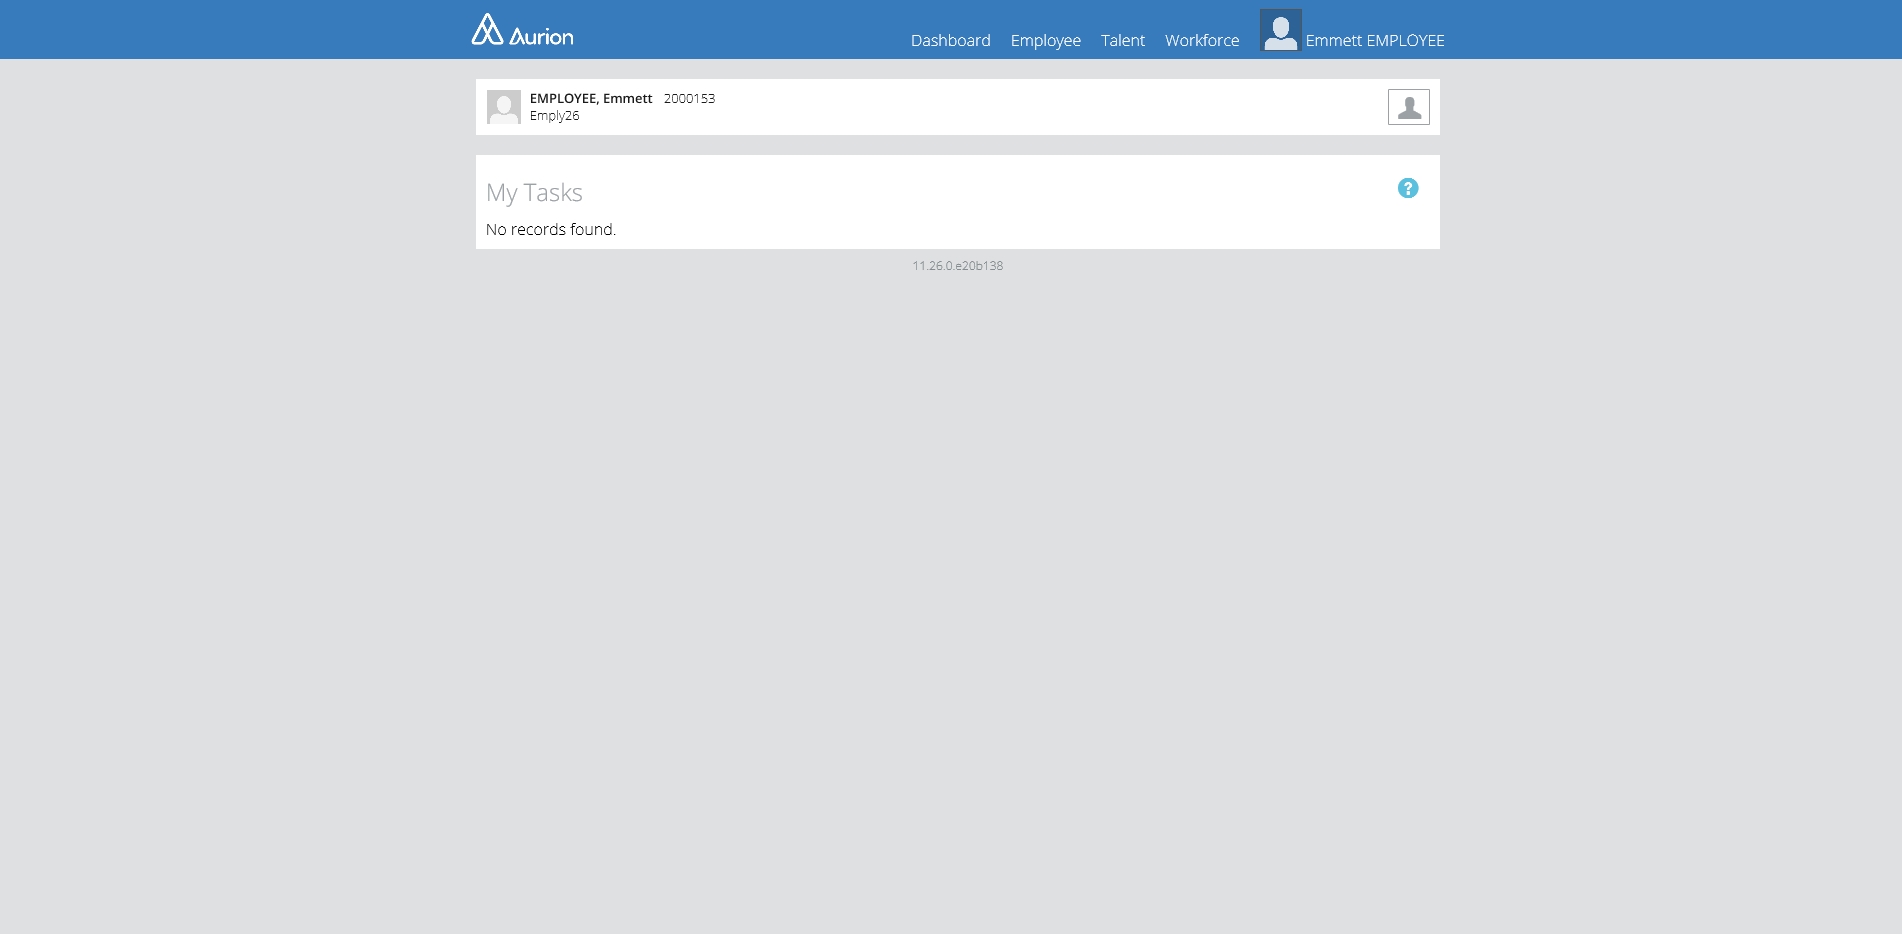 Aurion
Dashboard Employee Talent Workforce Emmett EMPLOYEE
EMPLOYEE, Emmett 2000153
Emply26
My Tasks
?
No records found.
11.26.0.e20b138